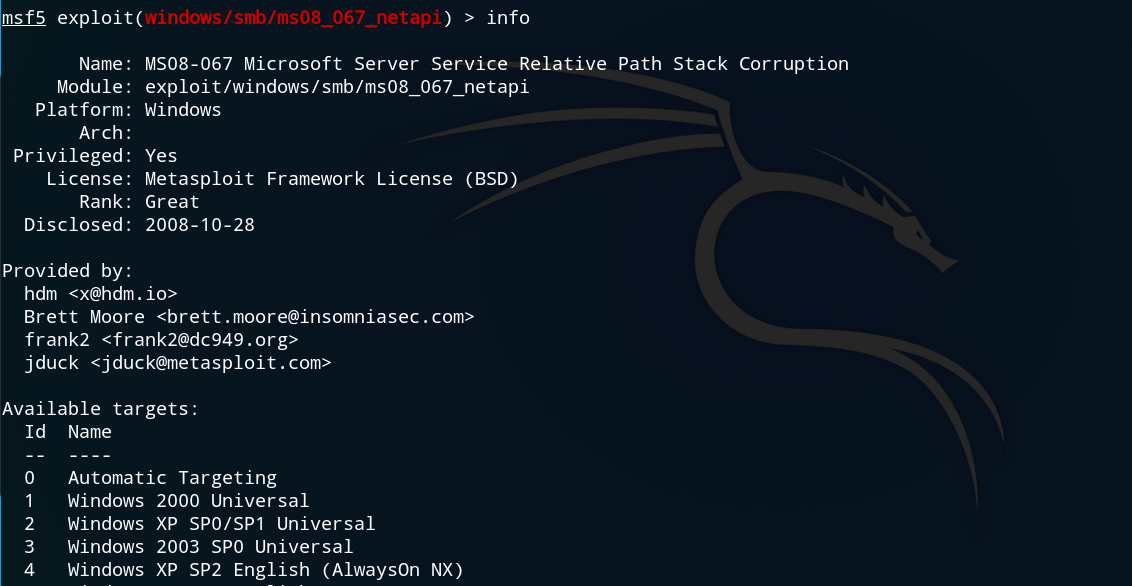 msf5 exploit(windows/smb/ms08_067_netapi) > info
Name: MS08-067 Microsoft Server Service Relative Path Stack Corruption
Module: exploit/windows/smb/ms08_067_netapi
Platform: Windows
Arch:
Privileged: Yes
License: Metasploit Framework License (BSD)
Rank: Great
Disclosed: 2008-10-28
Provided by:
hdm <x@hdm.io>
Brett Moore <brett.moore@insomniasec.com>
frank2 <frank2@dc949.org>
jduck <jduck@metasploit.com>
Available targets:
Id  Name
--  ----
0   Automatic Targeting
1   Windows 2000 Universal
2   Windows XP SP0/SP1 Universal
3   Windows 2003 SP0 Universal
4   Windows XP SP2 English (AlwaysOn NX)